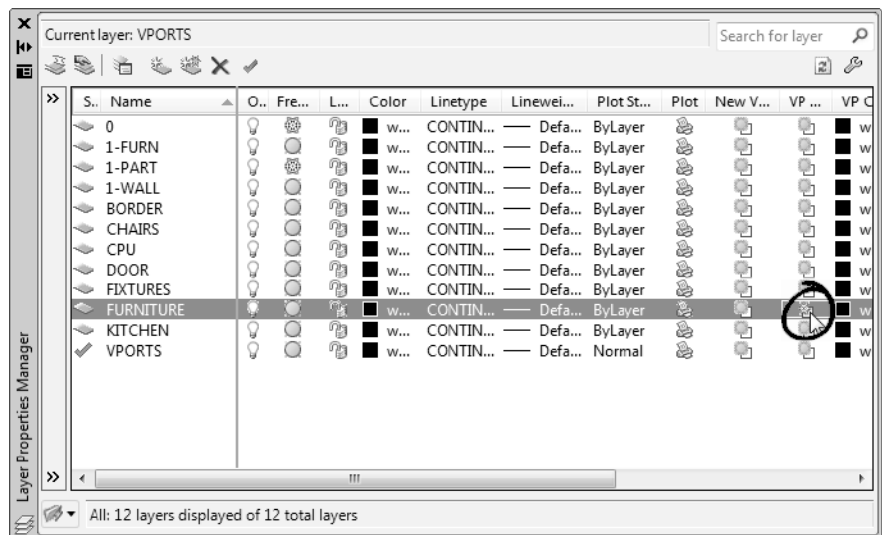 Current layer: VPORTS
Search for layer
S.. Name O.. Fre... L... Color Linetype Linewei... Plot St... Plot New V... VP ... VP C
0 w... CONTIN... Defa... ByLayer w
1-FURN w... CONTIN... Defa... ByLayer w
1-PART w... CONTIN... Defa... ByLayer w
1-WALL w... CONTIN... Defa... ByLayer w
BORDER w... CONTIN... Defa... ByLayer w
CHAIRS w... CONTIN... Defa... ByLayer w
CPU w... CONTIN... Defa... ByLayer w
DOOR w... CONTIN... Defa... ByLayer w
FIXTURES w... CONTIN... Defa... ByLayer w
FURNITURE w... CONTIN... Defa... ByLayer w
KITCHEN w... CONTIN... Defa... ByLayer w
VPORTS w... CONTIN... Defa... Normal w
Layer Properties Manager
All: 12 layers displayed of 12 total layers